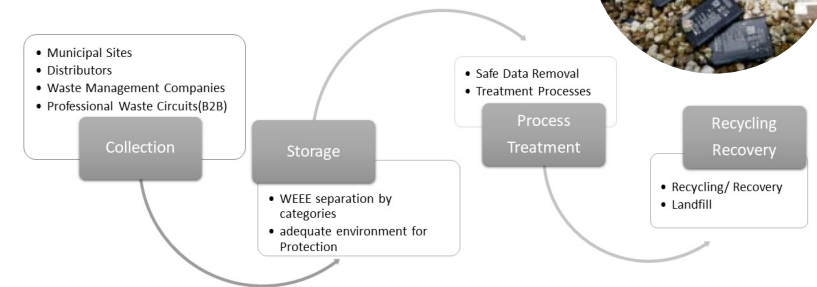 • Municipal Sites
• Distributors
• Waste Management Companies
• Professional Waste Circuits(B2B)
Collection
Storage
• WEEE separation by
categories
• adequate environment for
Protection
• Safe Data Removal
• Treatment Processes
Process
Treatment
Recycling
Recovery
• Recycling/ Recovery
• Landfill